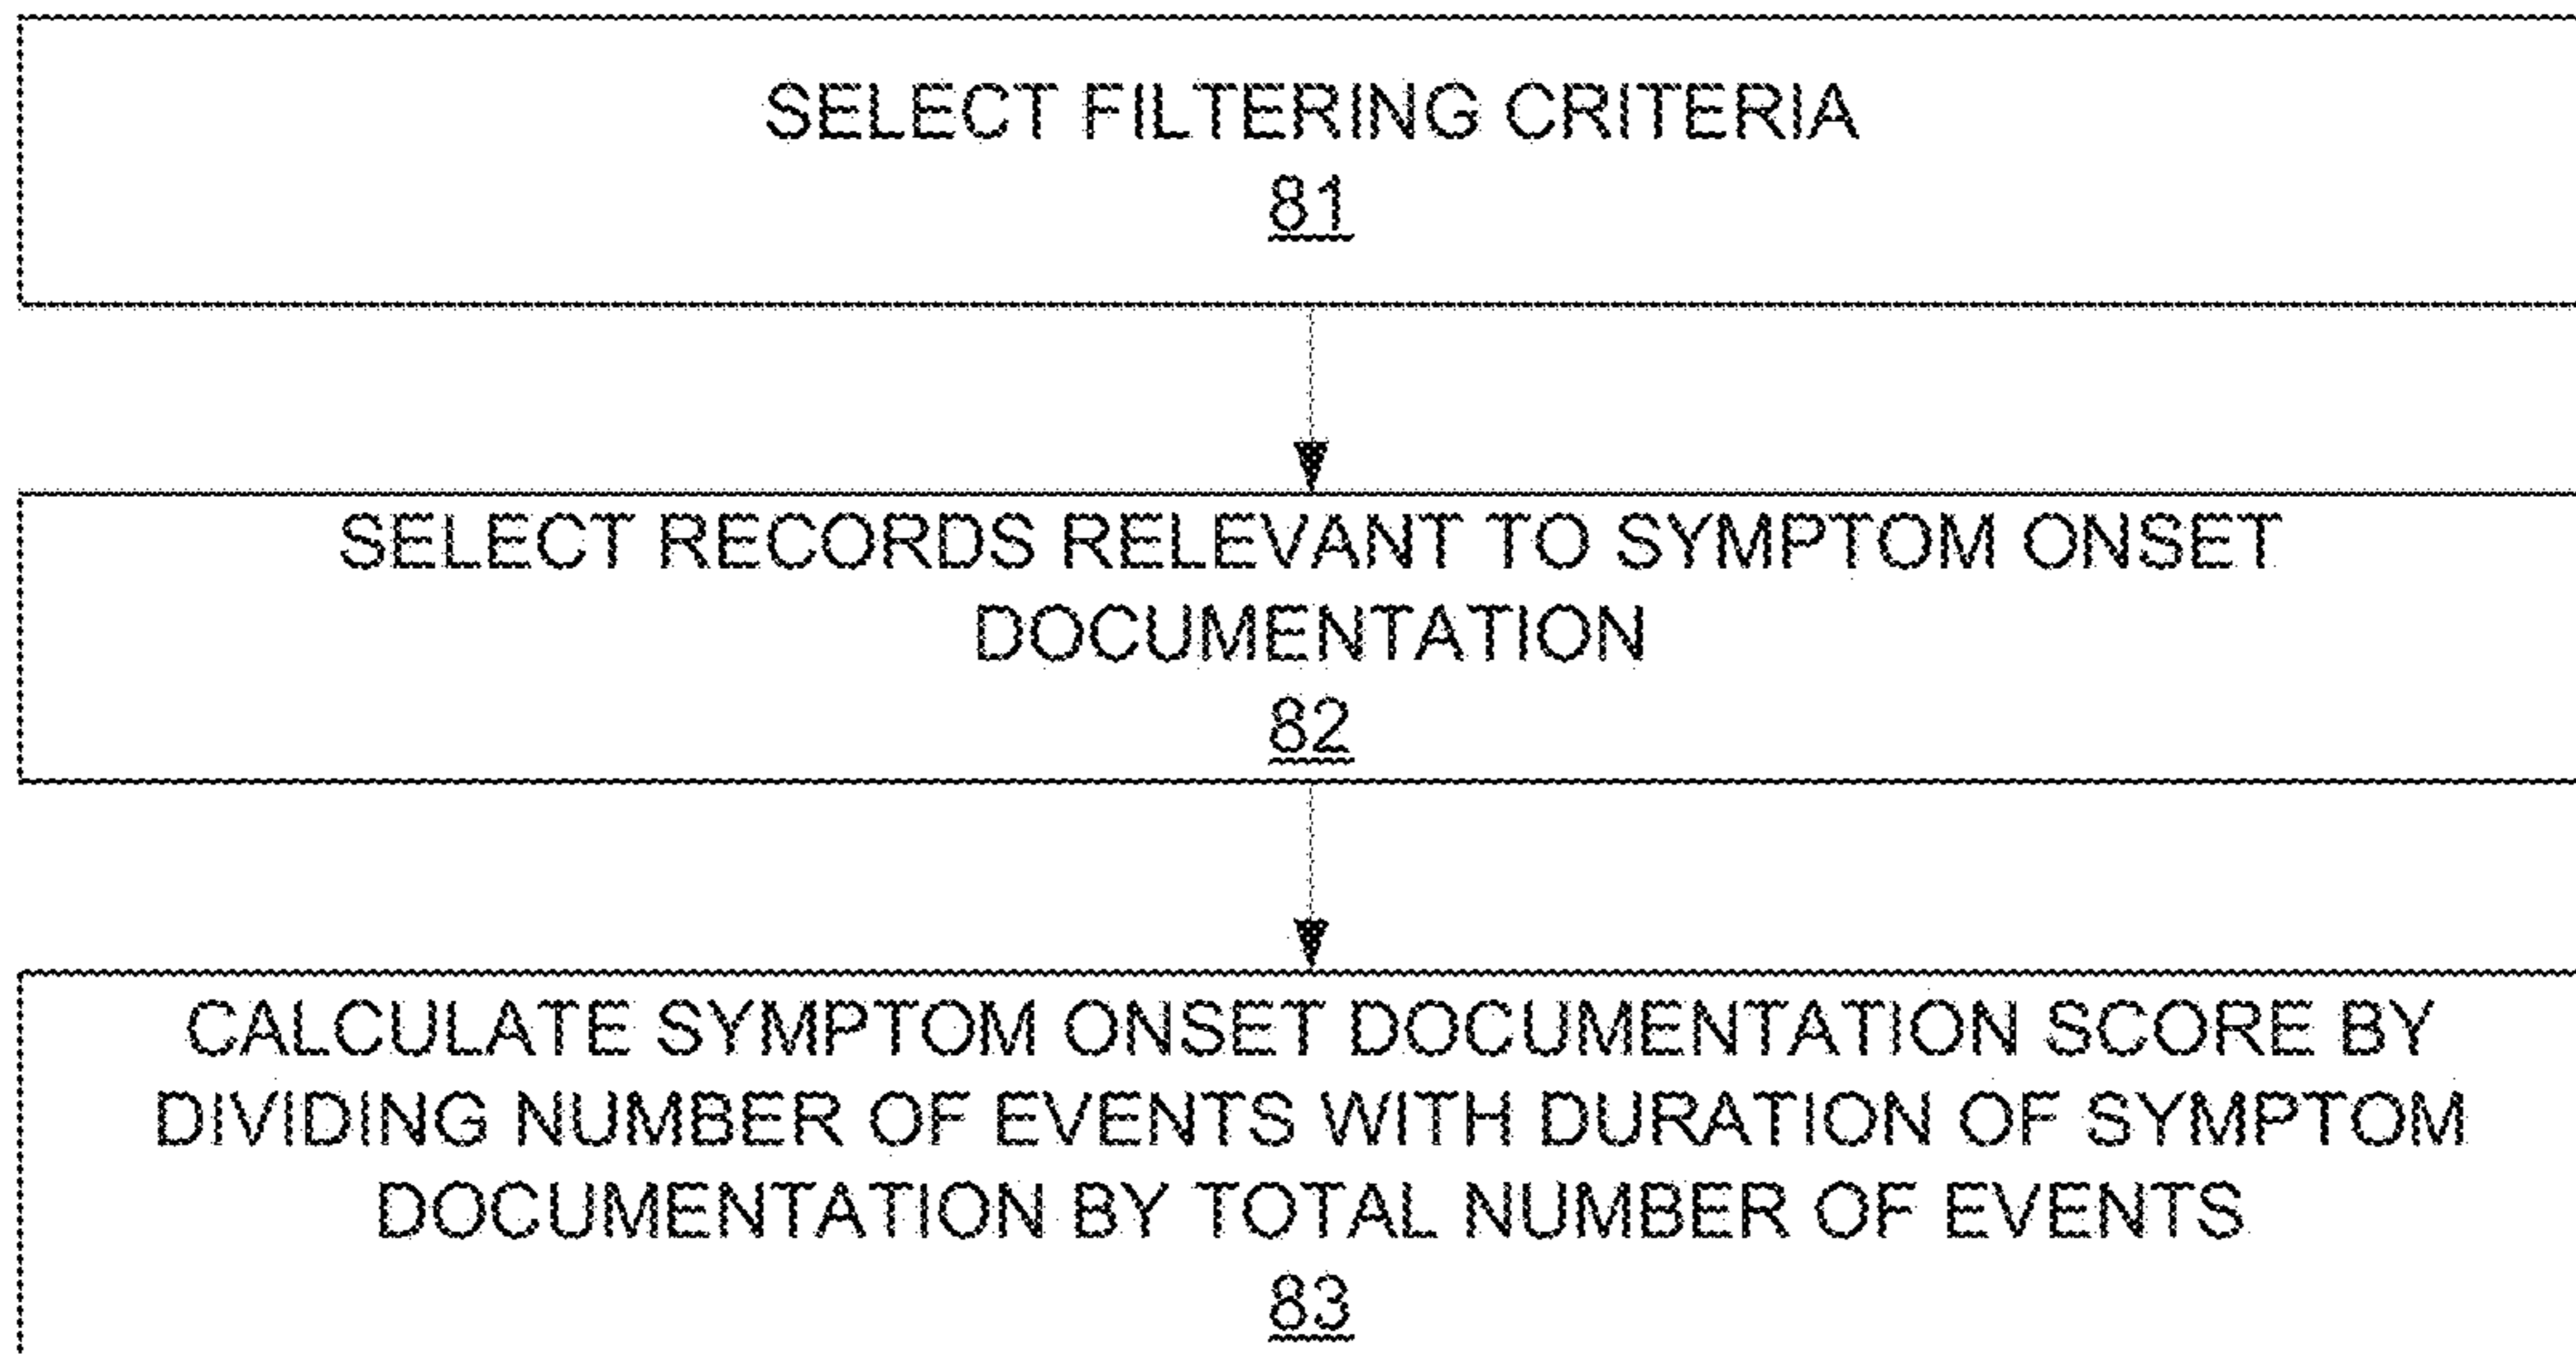 SELECT FILTERING CRITERIA
81
SELECT RECORDS RELEVANT TO SYMPTOM ONSET
DOCUMENTATION
82
CALCULATE SYMPTOM ONSET DOCUMENTATION SCORE BY
DIVIDING NUMBER OF EVENTS WITH DURATION OF SYMPTOM
DOCUMENTATION BY TOTAL NUMBER OF EVENTS
83